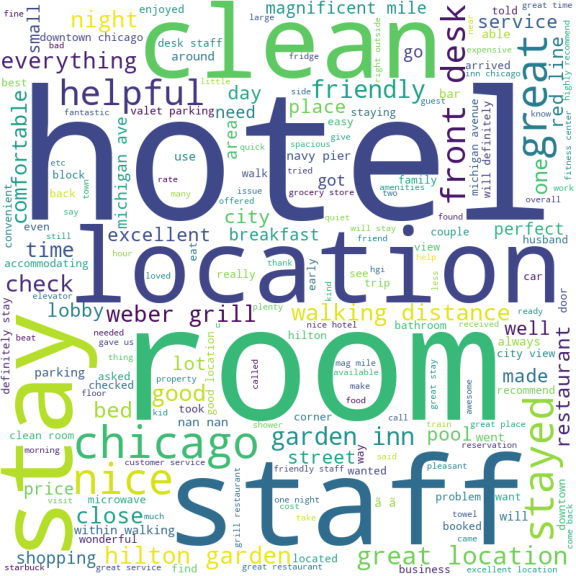 fine
small
night
enjoyed
large
desk staff
around
clean
magnificent mile
go
told
service
able
arrived
great time
inn chicago
highly recommend
near
expensive
right outside
downtown chicago
bad
everything
best
fantastic
helpful
fridge
little
valet parking
need
day
place
friendly
side
guest
bar
staying
easy
give
front desk
great
red line
fitness center
know
work
michigan avenue
will definitely
one
overall
comfortable
convenient
etc
block
back
say
town
even
still
michigan ave
hotel
use
rate
many
area
quick
spacious
walk
issue
offered
navy pier
got
tried
grocery store
family
amenities
two
quiet
will stay
friend
found
perfect
couple
husband
city
breakfast
excellent
time
accommodating
hour
loved
eat
really
thank
early
kind
see
trip
hgi
view
help
less
car
location
check
elevator
lobby
weber grill
plenty
walking distance
ready
door
definitely stay
beat
parking
needed
gave us
thing
asked
checked
floor
property
kid
bed
lot
good
took
nan nan
good location
hilton
nice hotel
called
mag mile
available
make
food
bathroom
received
great stay
awesome
well
always
city view
made
recommend
restaurant
room
stay
clean room
morning
customer service
price
visit
microwave
much
close
within walking
wonderful
shopping
starbuck
great service
chicago
nice
hilton garden
find
located
shower
corner
call
garden inn
street
way
wanted
friendly staff
grill restaurant
one night
cost
take
great restaurant
staff
train
said
pool
went
great place
reservation
pleasant
problem
want
towel
booked
will
came
stayed
downtown
come back
great location
business
excellent location